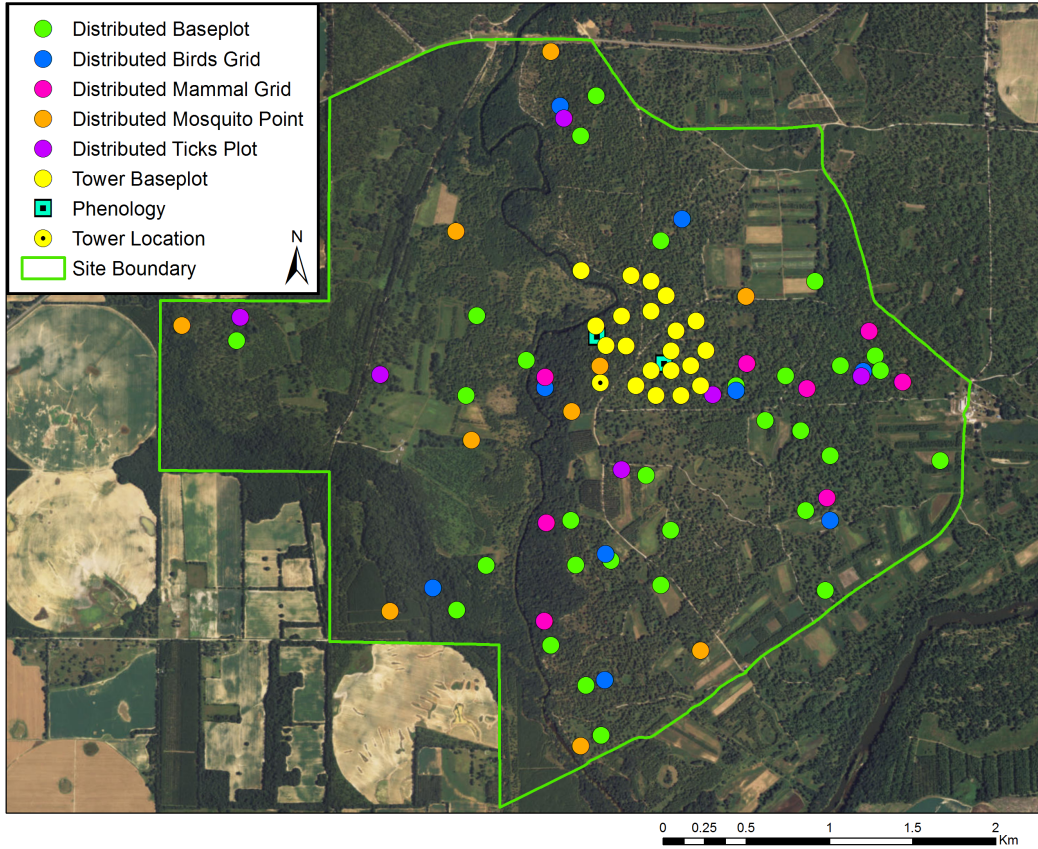 Distributed Baseplot
Distributed Birds Grid
Distributed Mammal Grid
Distributed Mosquito Point
Distributed Ticks Plot
Tower Baseplot
Phenology
Tower Location
Site Boundary
N
0 0.25 0.5 1 1.5 2
Km